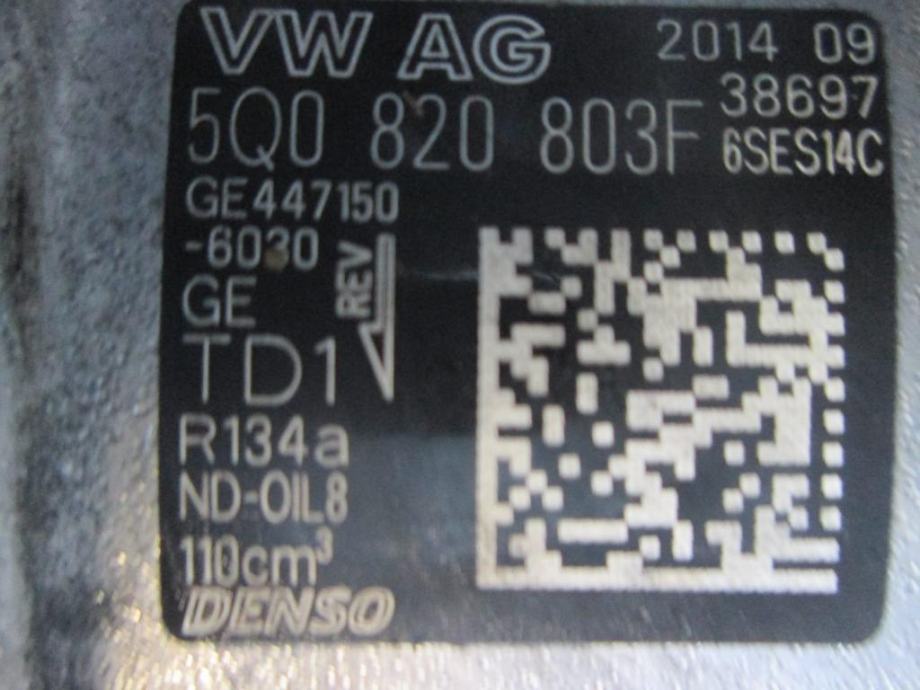 VW AG 2014 09
38697
5Q0 820 803F 6SES14C
GE447150
-6030
REV
GE
TD1
R134a
ND-OIL8
110cm³
DENSO